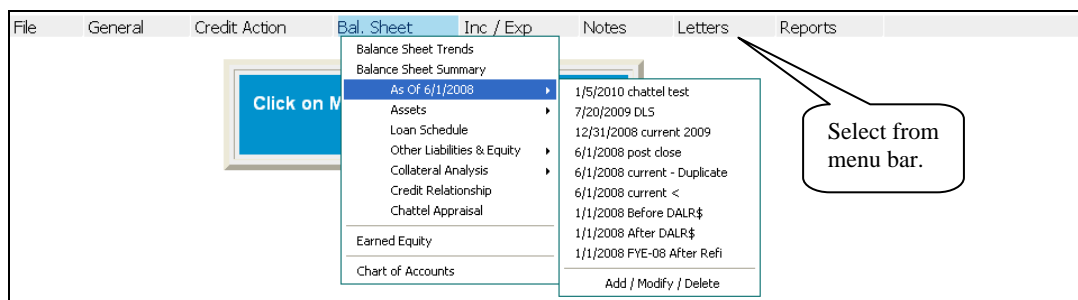 File General Credit Action Bal. Sheet Inc / Exp Notes Letters Reports
Balance Sheet Trends
Balance Sheet Summary
As Of 6/1/2008
Assets
Loan Schedule
Other Liabilities & Equity
Collateral Analysis
Credit Relationship
Chattel Appraisal
Earned Equity
Chart of Accounts
1/5/2010 chattel test
7/20/2009 DLS
12/31/2008 current 2009
6/1/2008 post close
6/1/2008 current - Duplicate
6/1/2008 current <
1/1/2008 Before DALR$
1/1/2008 After DALR$
1/1/2008 FYE-08 After Refi
Add / Modify / Delete
Click on M
Select from
menu bar.